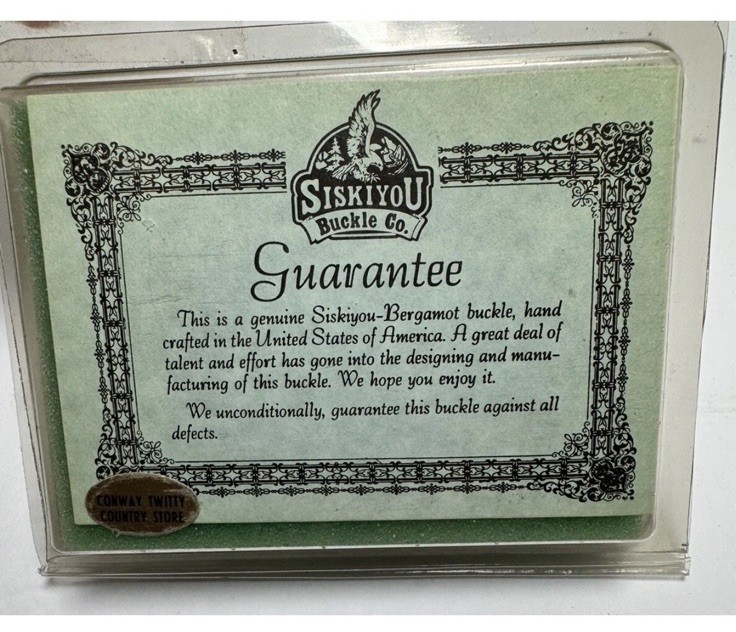 SISKIYOU
Buckle Co.
Guarantee
This is a genuine Siskiyou-Bergamot buckle, hand
crafted in the United States of America. A great deal of
talent and effort has gone into the designing and manu-
facturing of this buckle. We hope you enjoy it.
We unconditionally, guarantee this buckle against all
defects.
CONWAY TWITTY
COUNTRY STORE